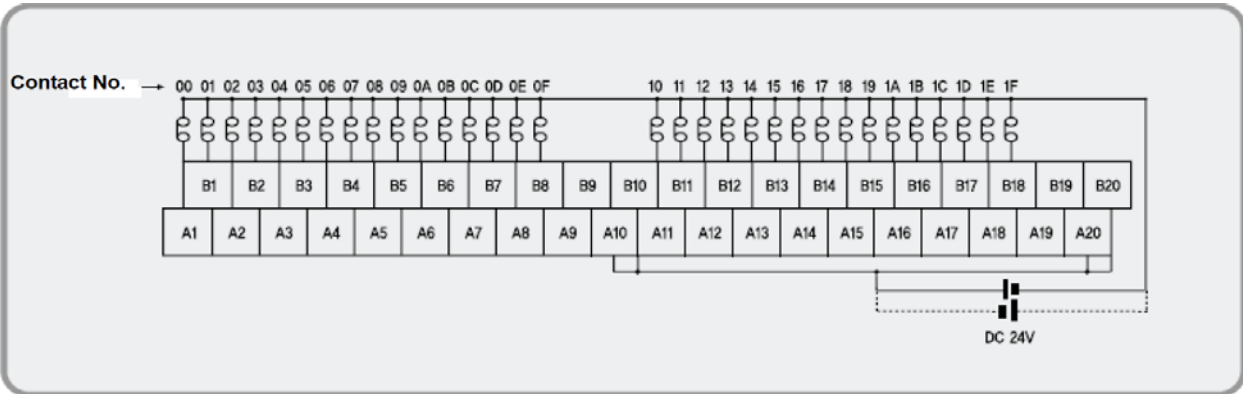 Contact No. → 00 01 02 03 04 05 06 07 08 09 0A 0B 0C 0D 0E 0F 10 11 12 13 14 15 16 17 18 19 1A 1B 1C 1D 1E 1F
B1 B2 B3 B4 B5 B6 B7 B8 B9 B10 B11 B12 B13 B14 B15 B16 B17 B18 B19 B20
A1 A2 A3 A4 A5 A6 A7 A8 A9 A10 A11 A12 A13 A14 A15 A16 A17 A18 A19 A20
DC 24V